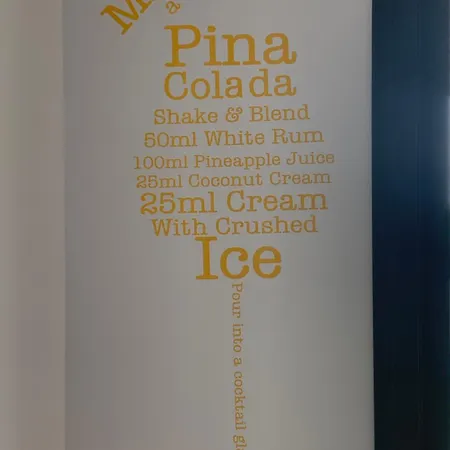 a
Pina
Colada
Shake & Blend
50ml White Rum
100ml Pineapple Juice
25ml Coconut Cream
25ml Cream
With Crushed
Ice
Pour into a cocktail